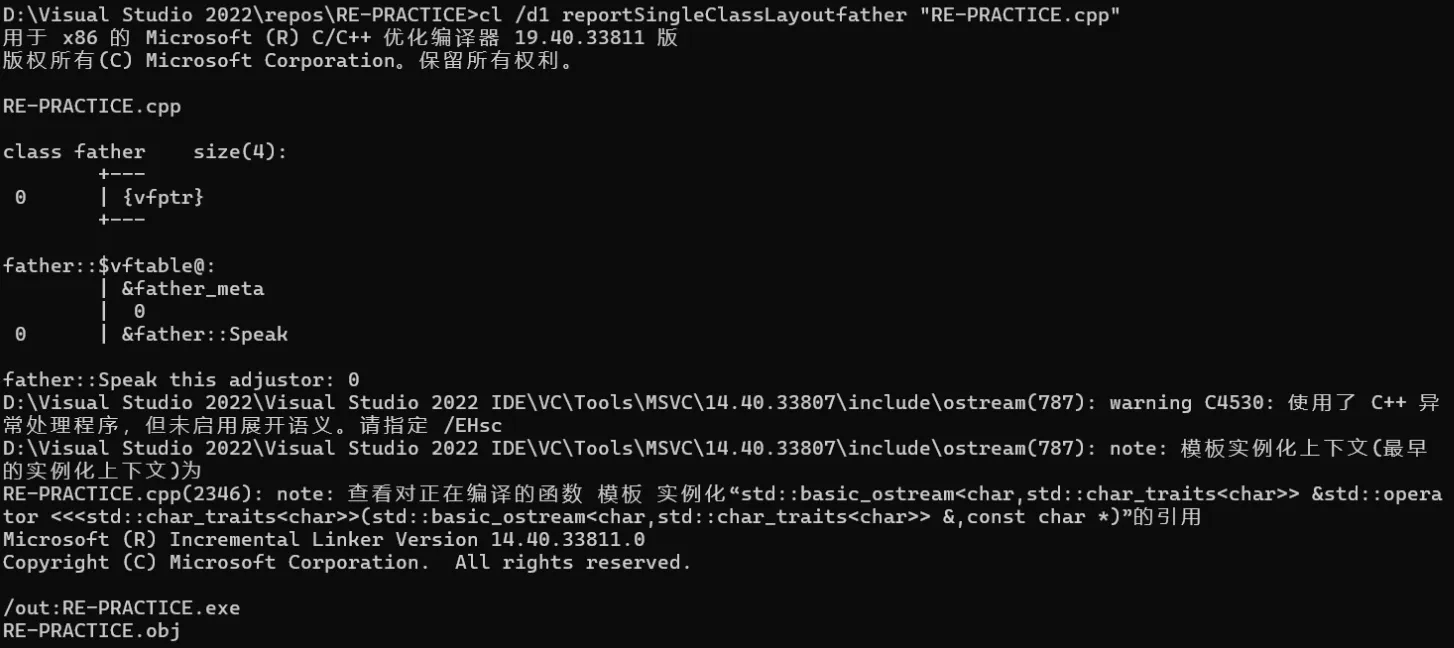 D:\Visual Studio 2022\repos\RE-PRACTICE>cl /d1 reportSingleClassLayoutfather "RE-PRACTICE.cpp"
用于 x86 的 Microsoft (R) C/C++ 优化编译器 19.40.33811 版
版权所有(C) Microsoft Corporation。保留所有权利。
RE-PRACTICE.cpp
class father    size(4):
        +---
 0      | {vfptr}
        +---
father::$vftable@:
        | &father_meta
        |  0
 0      | &father::Speak
father::Speak this adjustor: 0
D:\Visual Studio 2022\Visual Studio 2022 IDE\VC\Tools\MSVC\14.40.33807\include\ostream(787): warning C4530: 使用了 C++ 异
常处理程序，但未启用展开语义。请指定 /EHsc
D:\Visual Studio 2022\Visual Studio 2022 IDE\VC\Tools\MSVC\14.40.33807\include\ostream(787): note: 模板实例化上下文(最早
的实例化上下文)为
RE-PRACTICE.cpp(2346): note: 查看对正在编译的函数 模板 实例化“std::basic_ostream<char,std::char_traits<char>> &std::opera
tor <<<std::char_traits<char>>(std::basic_ostream<char,std::char_traits<char>> &,const char *)”的引用
Microsoft (R) Incremental Linker Version 14.40.33811.0
Copyright (C) Microsoft Corporation.  All rights reserved.
/out:RE-PRACTICE.exe
RE-PRACTICE.obj